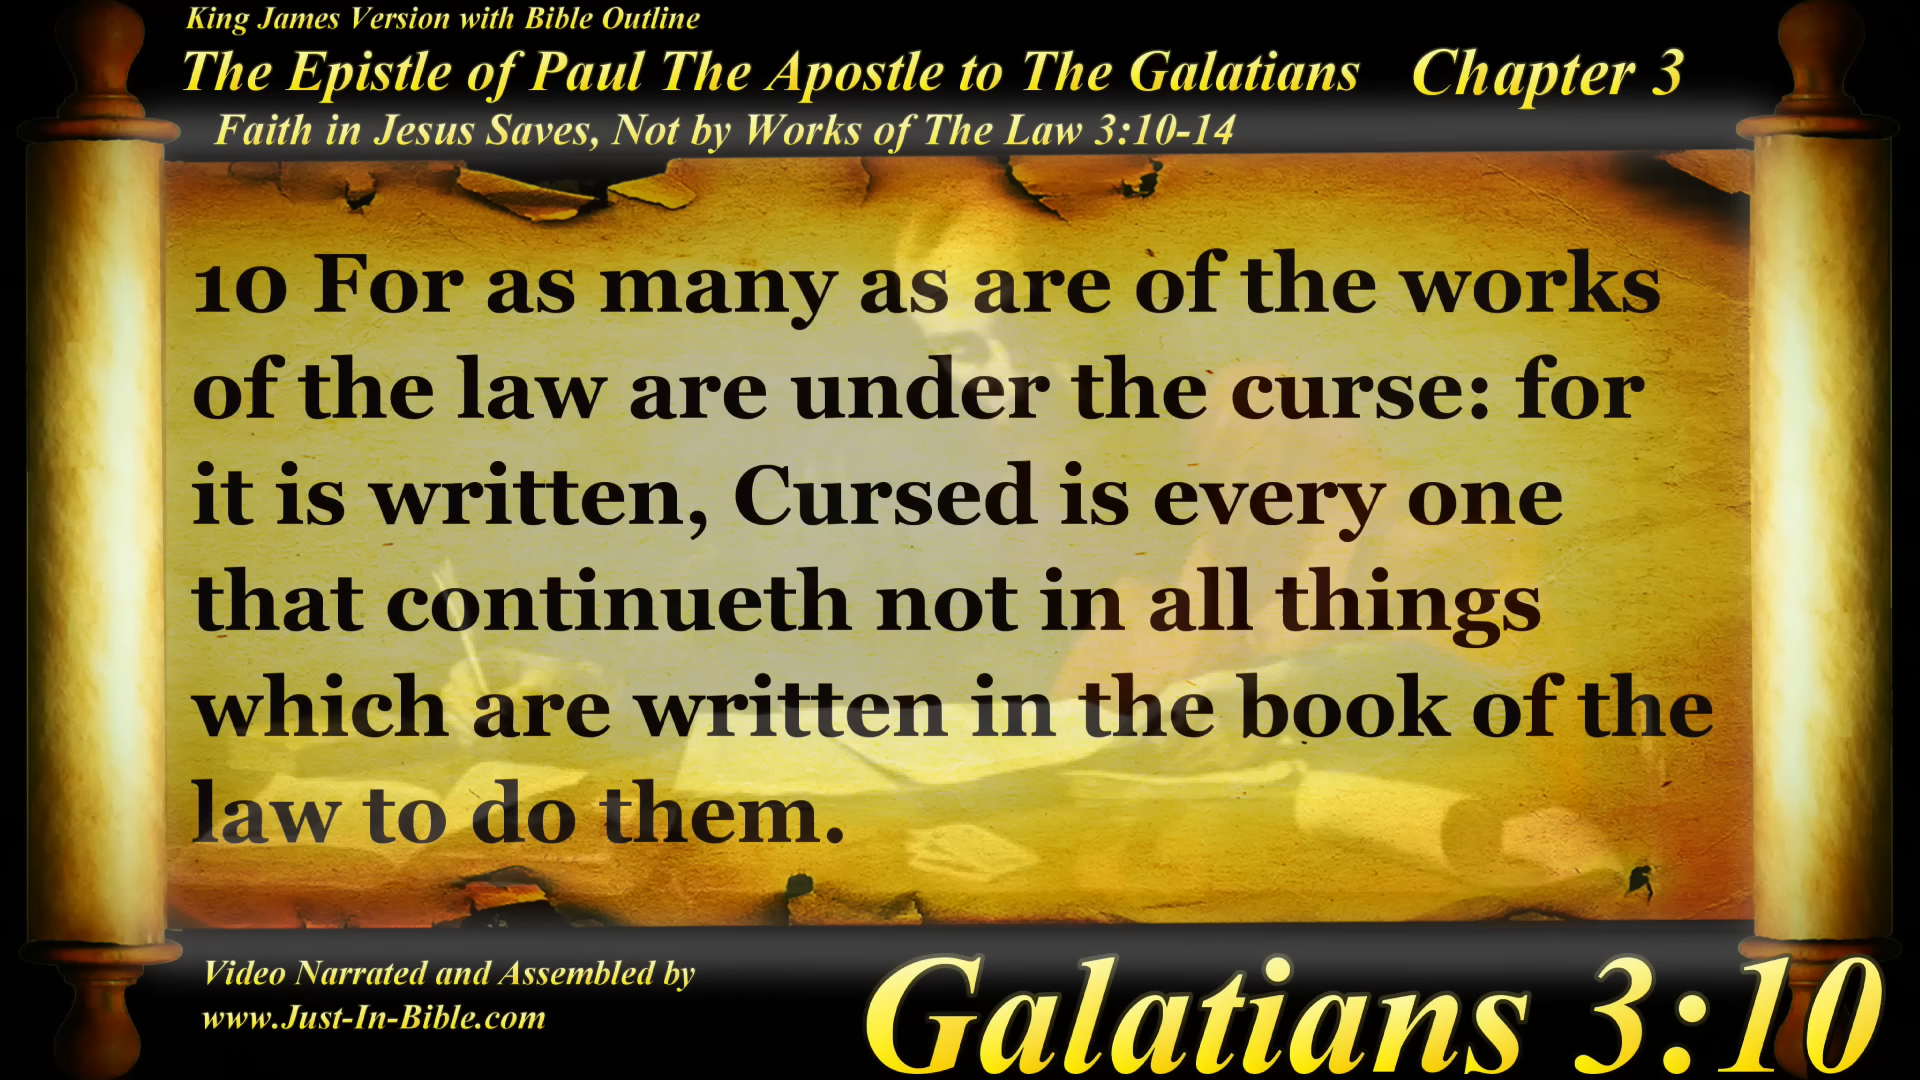 King James Version with Bible Outline
The Epistle of Paul The Apostle to The Galatians Chapter 3
Faith in Jesus Saves, Not by Works of The Law 3:10-14
10 For as many as are of the works
of the law are under the curse: for
it is written, Cursed is every one
that continueth not in all things
which are written in the book of the
law to do them.
Video Narrated and Assembled by
www.Just-In-Bible.com
Galatians 3:10